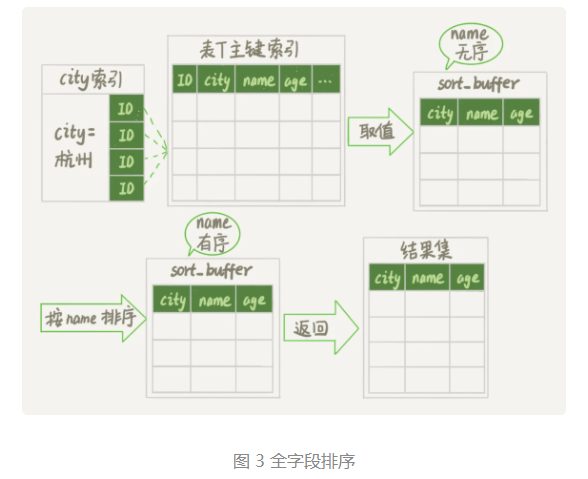 city索引
city=
杭州
ID
ID
ID
ID
表T主键索引
ID city name age ...
取值
name
无序
sort_buffer
city name age
按name排序
name
有序
sort_buffer
city name age
返回
结果集
city name age
图 3 全字段排序